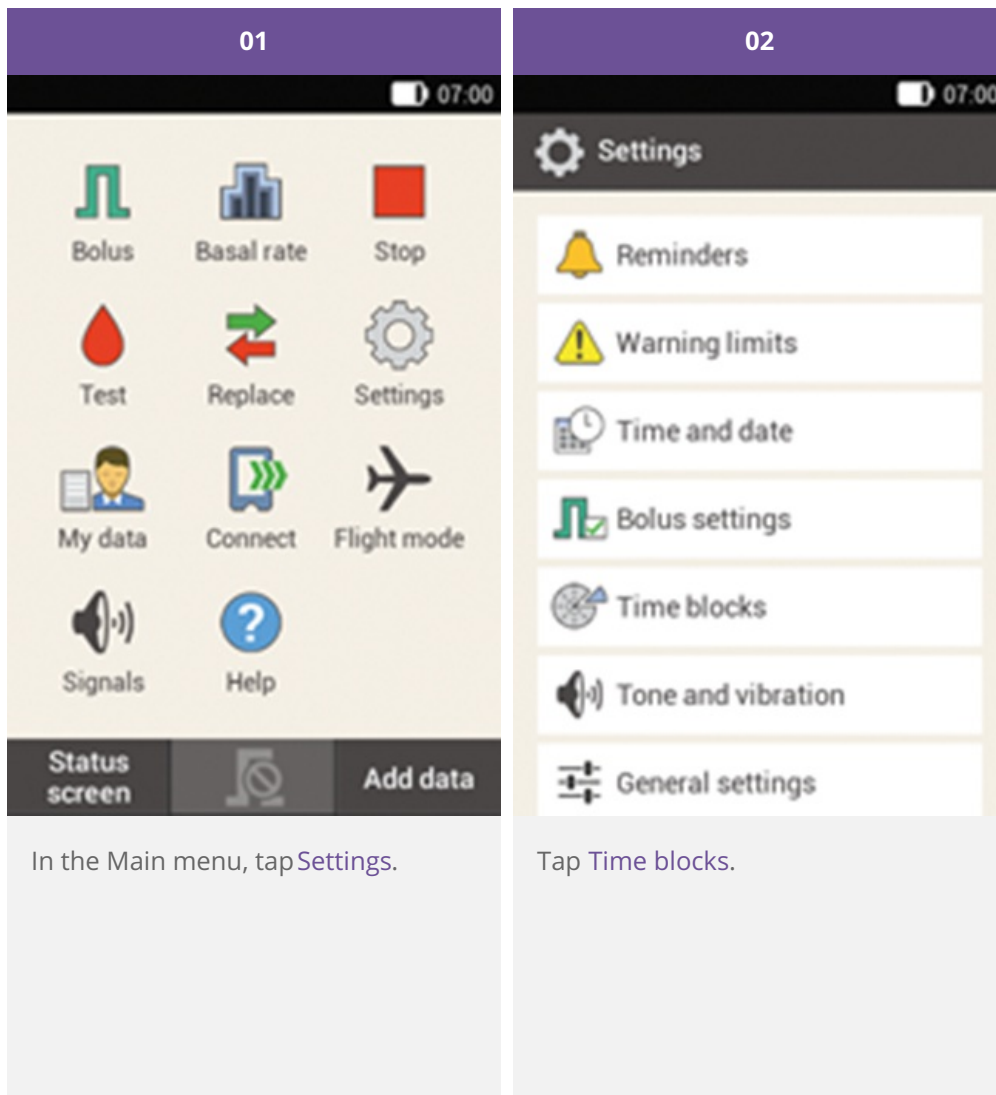 01
07:00
Bolus Basal rate Stop
Test Replace Settings
My data Connect Flight mode
Signals Help
Status
screen
Add data
In the Main menu, tap Settings.
02
07:00
Settings
Reminders
Warning limits
Time and date
Bolus settings
Time blocks
Tone and vibration
General settings
Tap Time blocks.